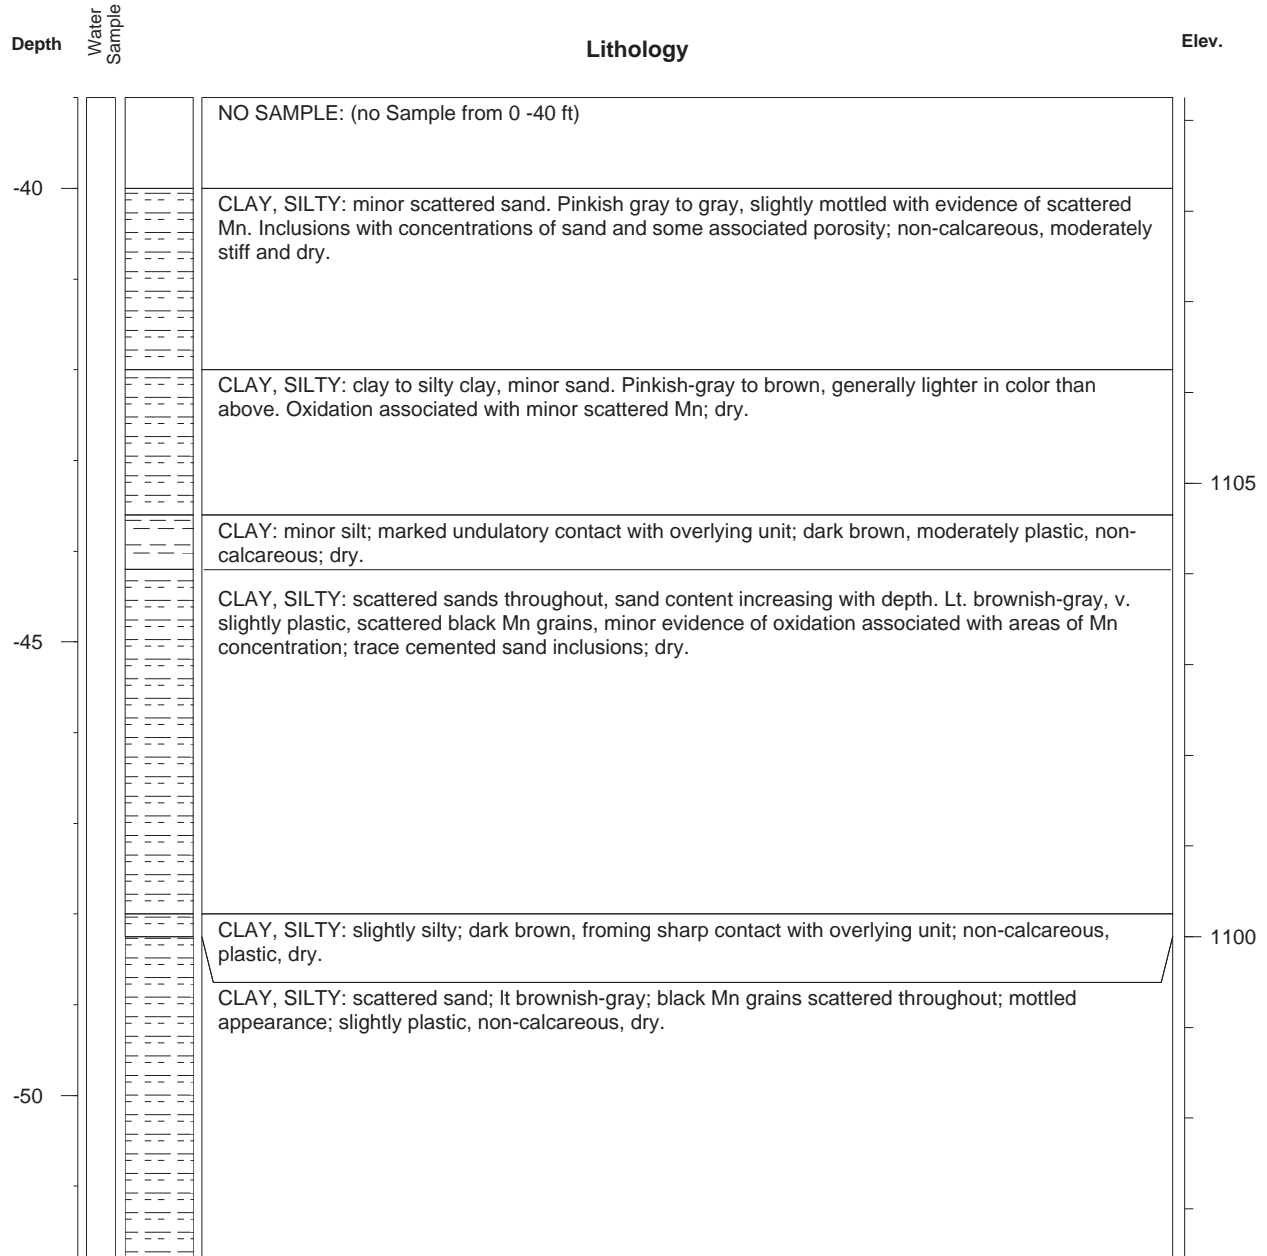 Depth
Water
Sample
Lithology
Elev.
NO SAMPLE: (no Sample from 0 -40 ft)
-40
CLAY, SILTY: minor scattered sand. Pinkish gray to gray, slightly mottled with evidence of scattered
Mn. Inclusions with concentrations of sand and some associated porosity; non-calcareous, moderately
stiff and dry.
CLAY, SILTY: clay to silty clay, minor sand. Pinkish-gray to brown, generally lighter in color than
above. Oxidation associated with minor scattered Mn; dry.
1105
CLAY: minor silt; marked undulatory contact with overlying unit; dark brown, moderately plastic, non-
calcareous; dry.
CLAY, SILTY: scattered sands throughout, sand content increasing with depth. Lt. brownish-gray, v.
slightly plastic, scattered black Mn grains, minor evidence of oxidation associated with areas of Mn
concentration; trace cemented sand inclusions; dry.
-45
CLAY, SILTY: slightly silty; dark brown, froming sharp contact with overlying unit; non-calcareous,
plastic, dry.
1100
CLAY, SILTY: scattered sand; lt brownish-gray; black Mn grains scattered throughout; mottled
appearance; slightly plastic, non-calcareous, dry.
-50